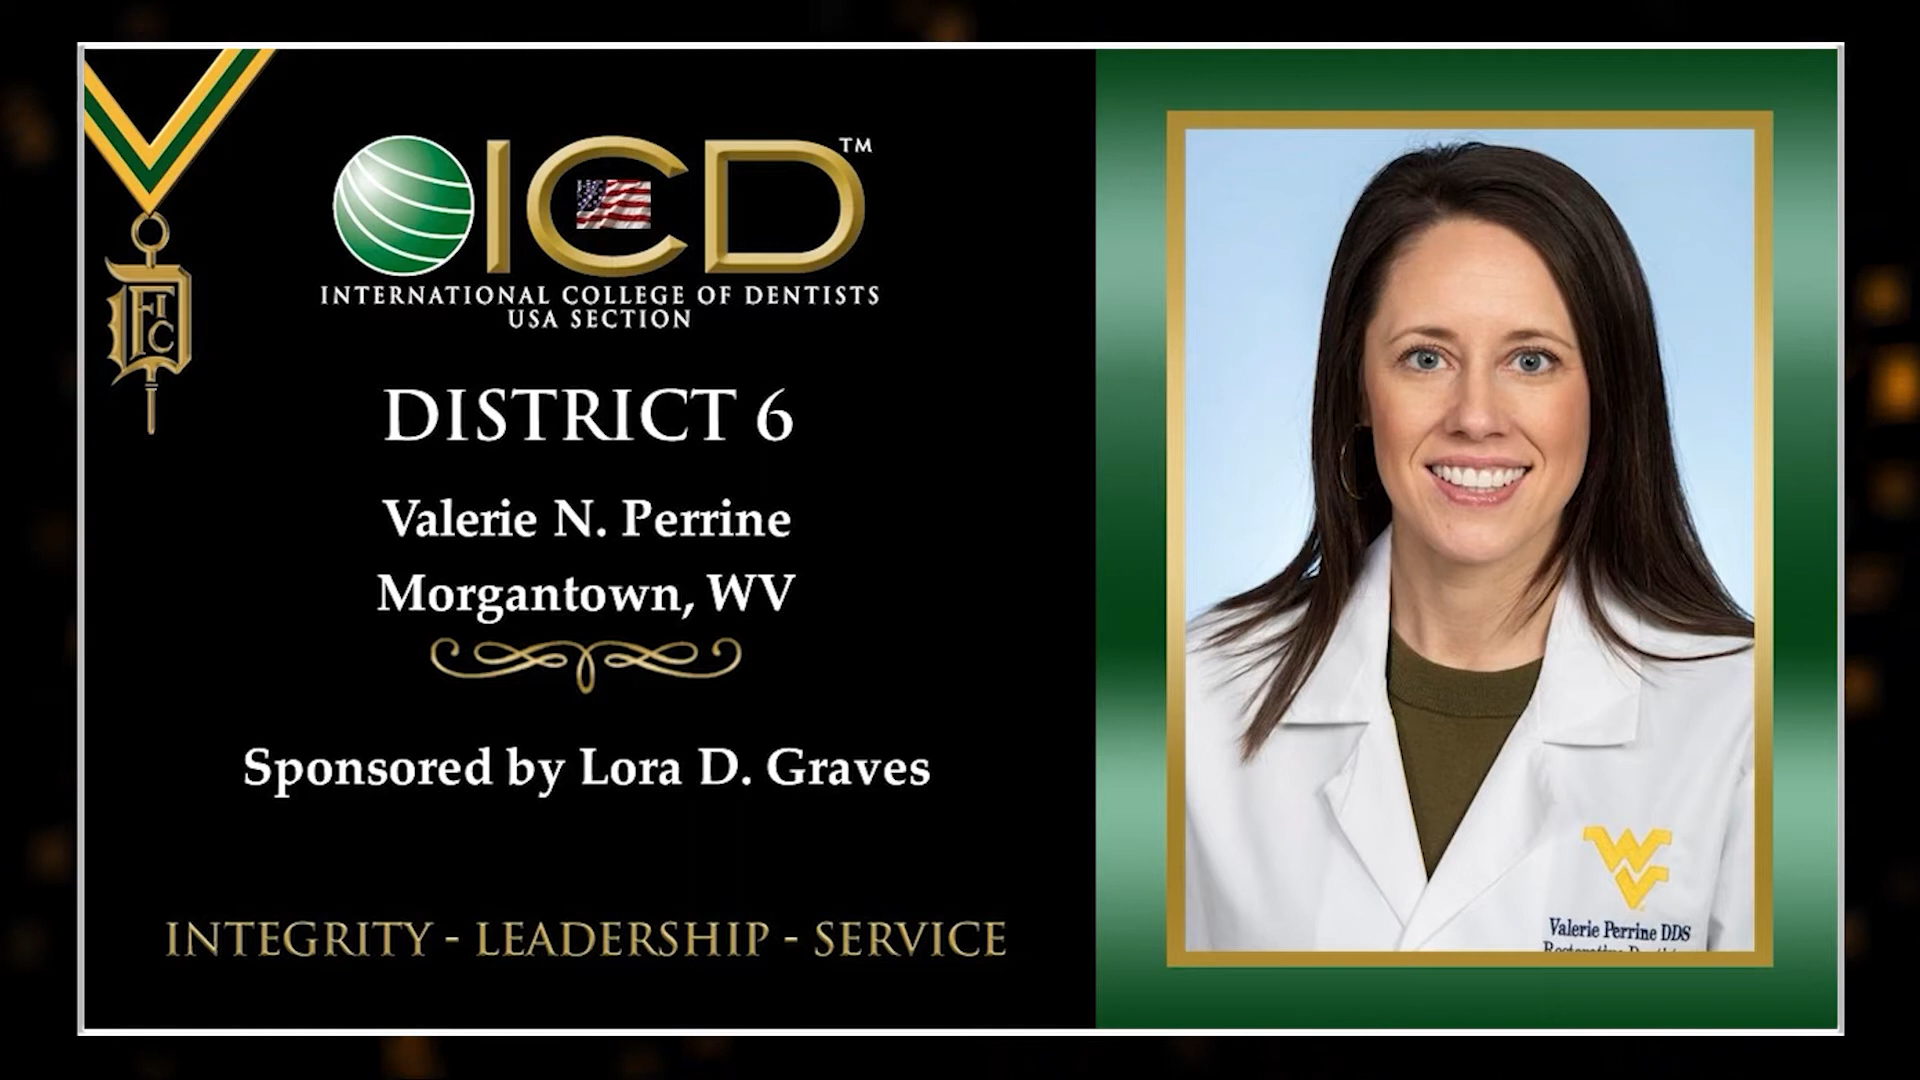 ICD™
INTERNATIONAL COLLEGE OF DENTISTS
USA SECTION
DISTRICT 6
Valerie N. Perrine
Morgantown, WV
Sponsored by Lora D. Graves
INTEGRITY - LEADERSHIP - SERVICE
WV
Valerie Perrine DDS